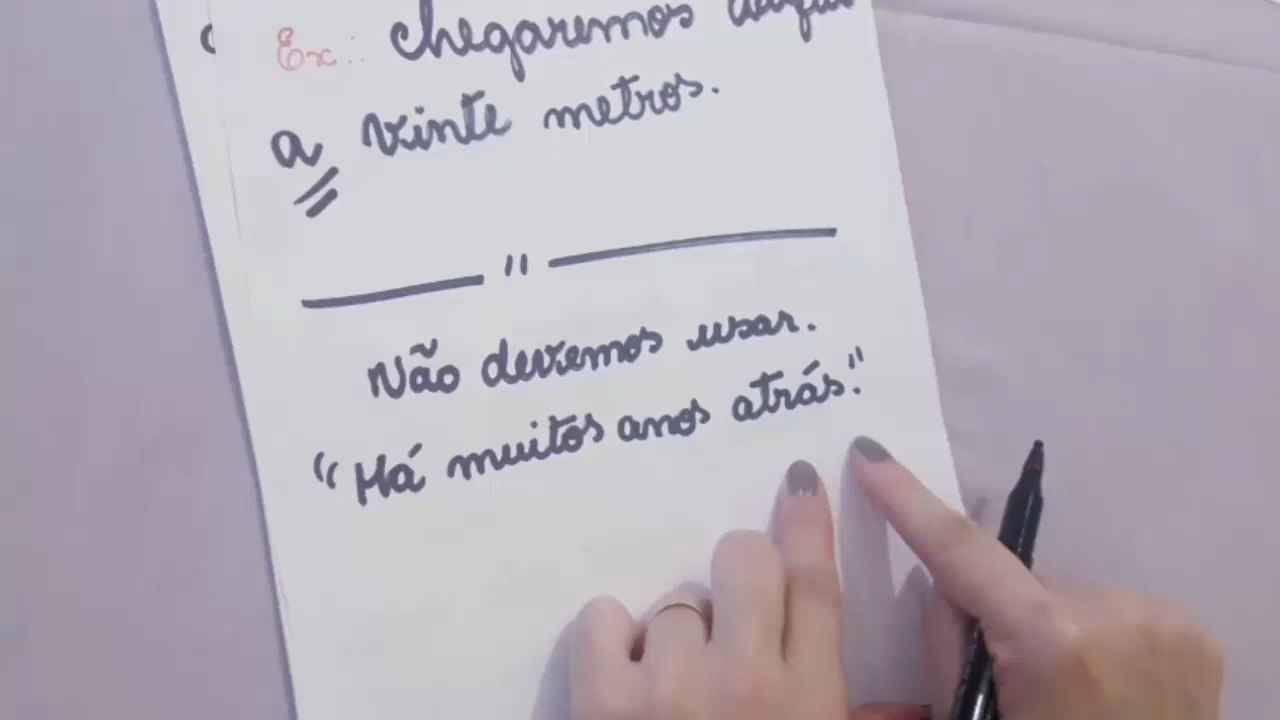 Ex.: chegaremos
a vinte metros.
"
Não devemos usar.
"Há muitos anos atrás."